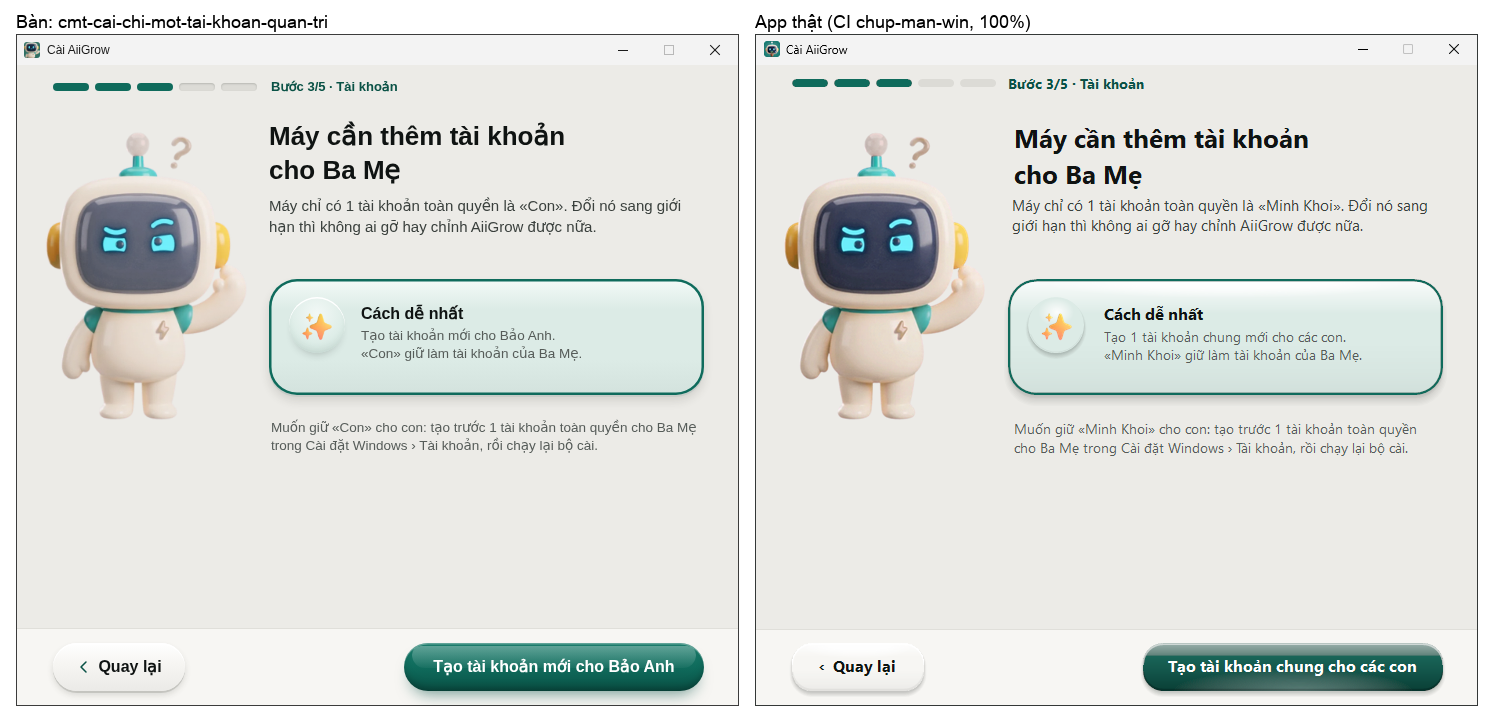 Bàn: cmt-cai-chi-mot-tai-khoan-quan-tri
Cài AiiGrow
Bước 3/5 · Tài khoản
Máy cần thêm tài khoản
cho Ba Mẹ
Máy chỉ có 1 tài khoản toàn quyền là «Con». Đổi nó sang giới
hạn thì không ai gỡ hay chỉnh AiiGrow được nữa.
Cách dễ nhất
Tạo tài khoản mới cho Bảo Anh.
«Con» giữ làm tài khoản của Ba Mẹ.
Muốn giữ «Con» cho con: tạo trước 1 tài khoản toàn quyền cho Ba Mẹ
trong Cài đặt Windows › Tài khoản, rồi chạy lại bộ cài.
Quay lại
Tạo tài khoản mới cho Bảo Anh
App thật (CI chup-man-win, 100%)
Cài AiiGrow
Bước 3/5 · Tài khoản
Máy cần thêm tài khoản
cho Ba Mẹ
Máy chỉ có 1 tài khoản toàn quyền là «Minh Khoi». Đổi nó sang
giới hạn thì không ai gỡ hay chỉnh AiiGrow được nữa.
Cách dễ nhất
Tạo 1 tài khoản chung mới cho các con.
«Minh Khoi» giữ làm tài khoản của Ba Mẹ.
Muốn giữ «Minh Khoi» cho con: tạo trước 1 tài khoản toàn quyền
cho Ba Mẹ trong Cài đặt Windows › Tài khoản, rồi chạy lại bộ cài.
‹ Quay lại
Tạo tài khoản chung cho các con